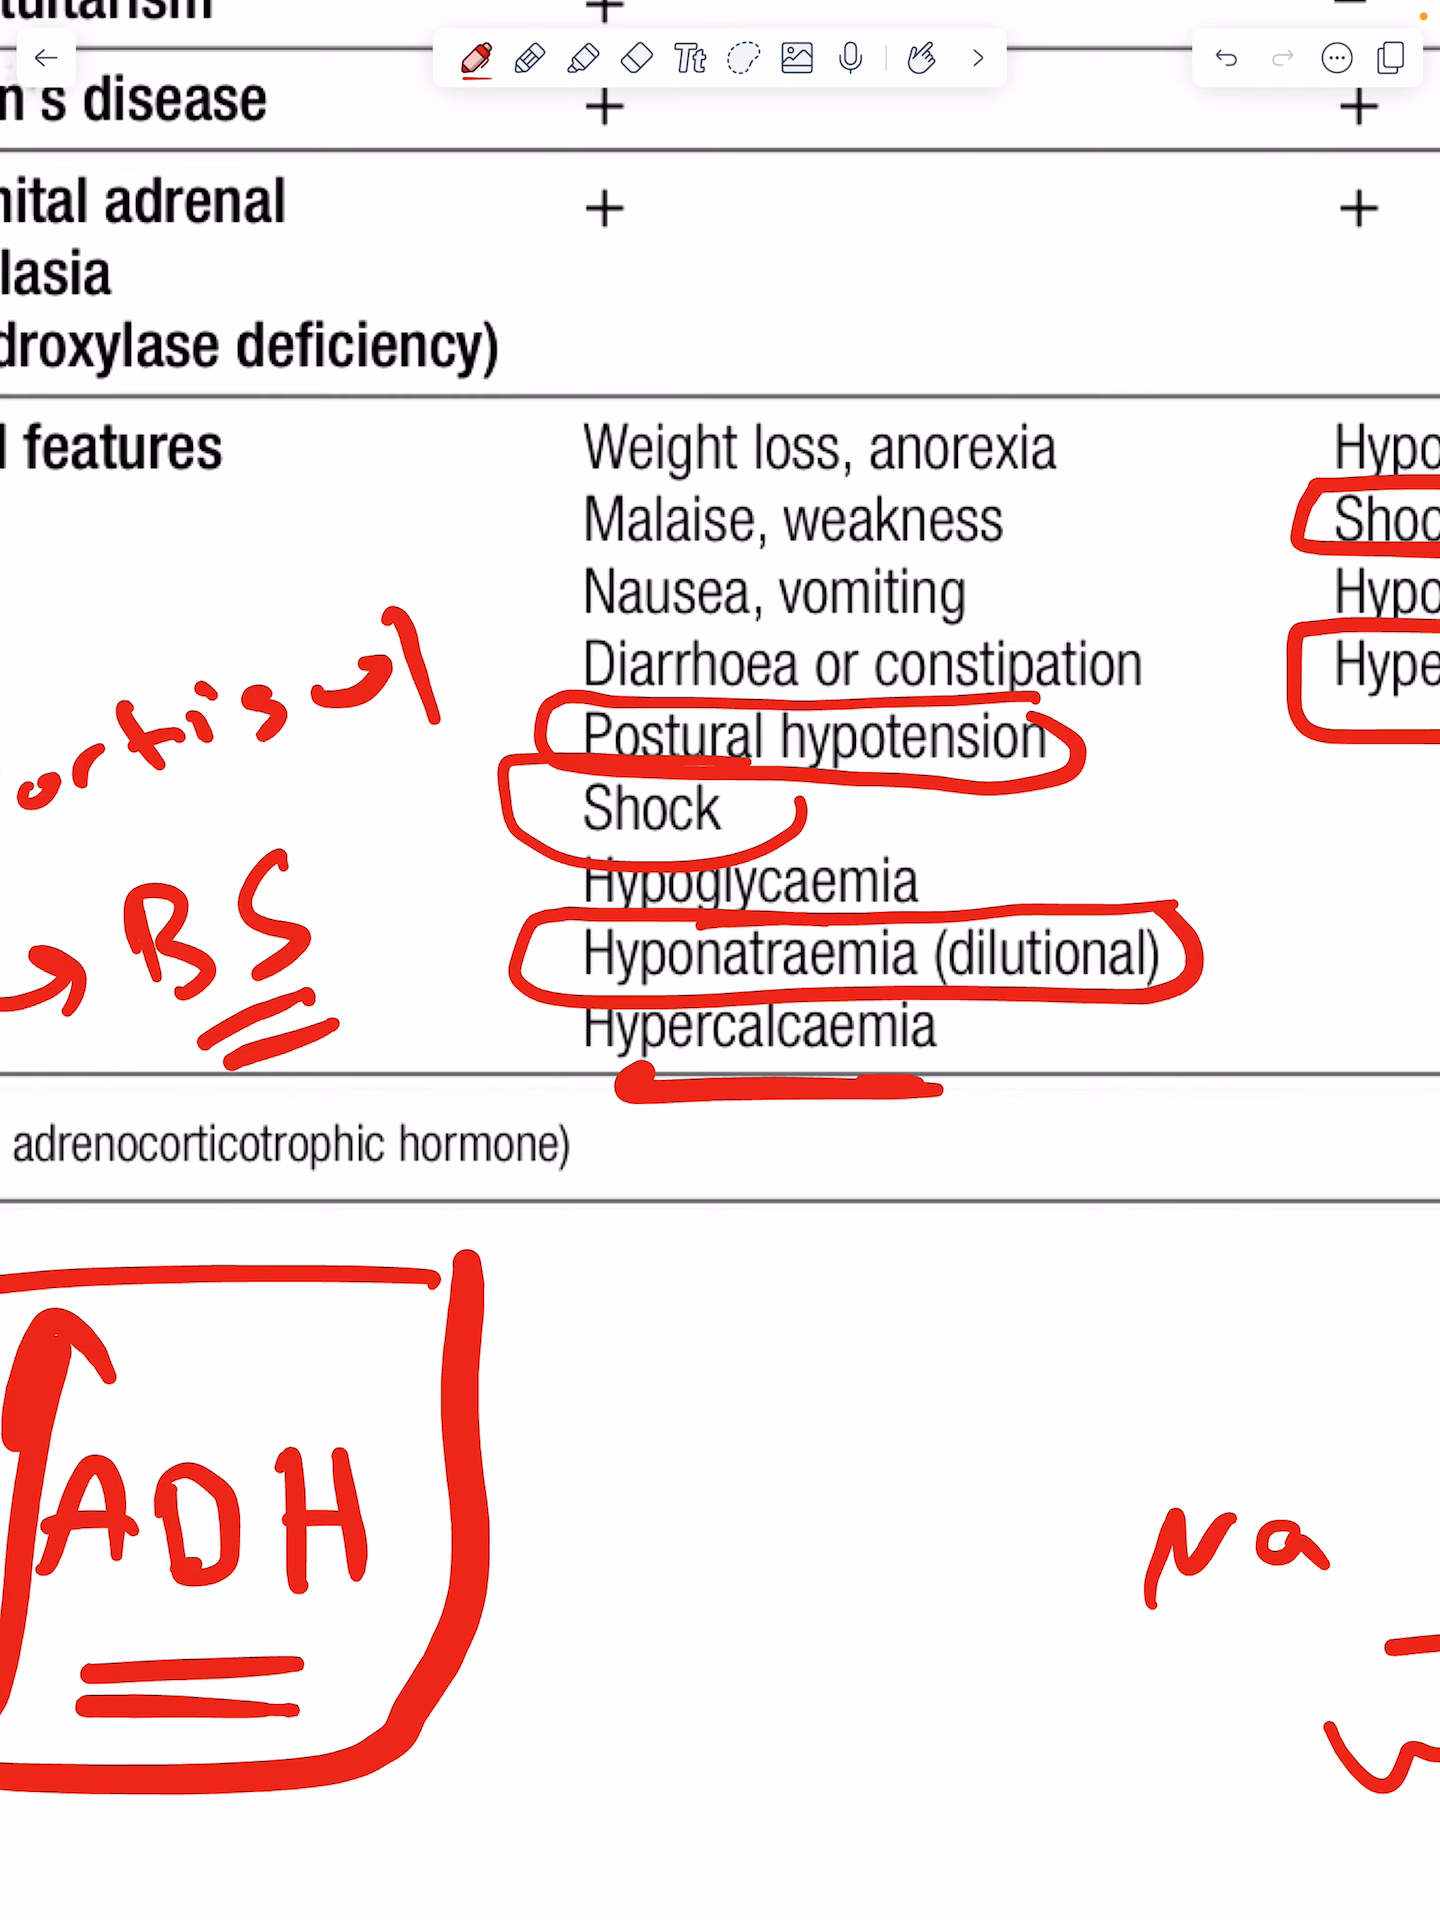 n's disease + +
nital adrenal + +
lasia
droxylase deficiency)
l features
Weight loss, anorexia
Malaise, weakness
Nausea, vomiting
Diarrhoea or constipation
Postural hypotension
Shock
Hypoglycaemia
Hyponatraemia (dilutional)
Hypercalcaemia
Hypo
Shoc
Hypo
Hype
ortisol
→ BS
adrenocorticotrophic hormone)
ADH
Na
Tt